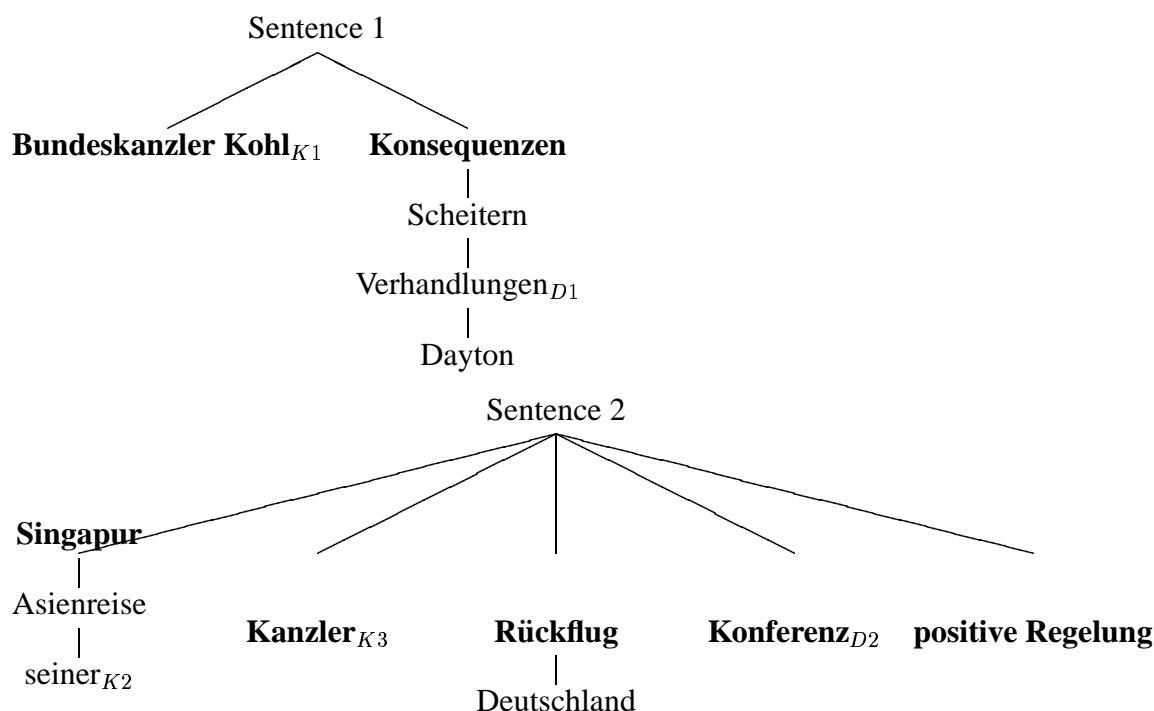 Sentence 1
Bundeskanzler Kohl K1 Konsequenzen
Scheitern
Verhandlungen D1
Dayton
Sentence 2
Singapur
Asienreise
Kanzler K3 Rückflug Konferenz D2 positive Regelung
seiner K2
Deutschland